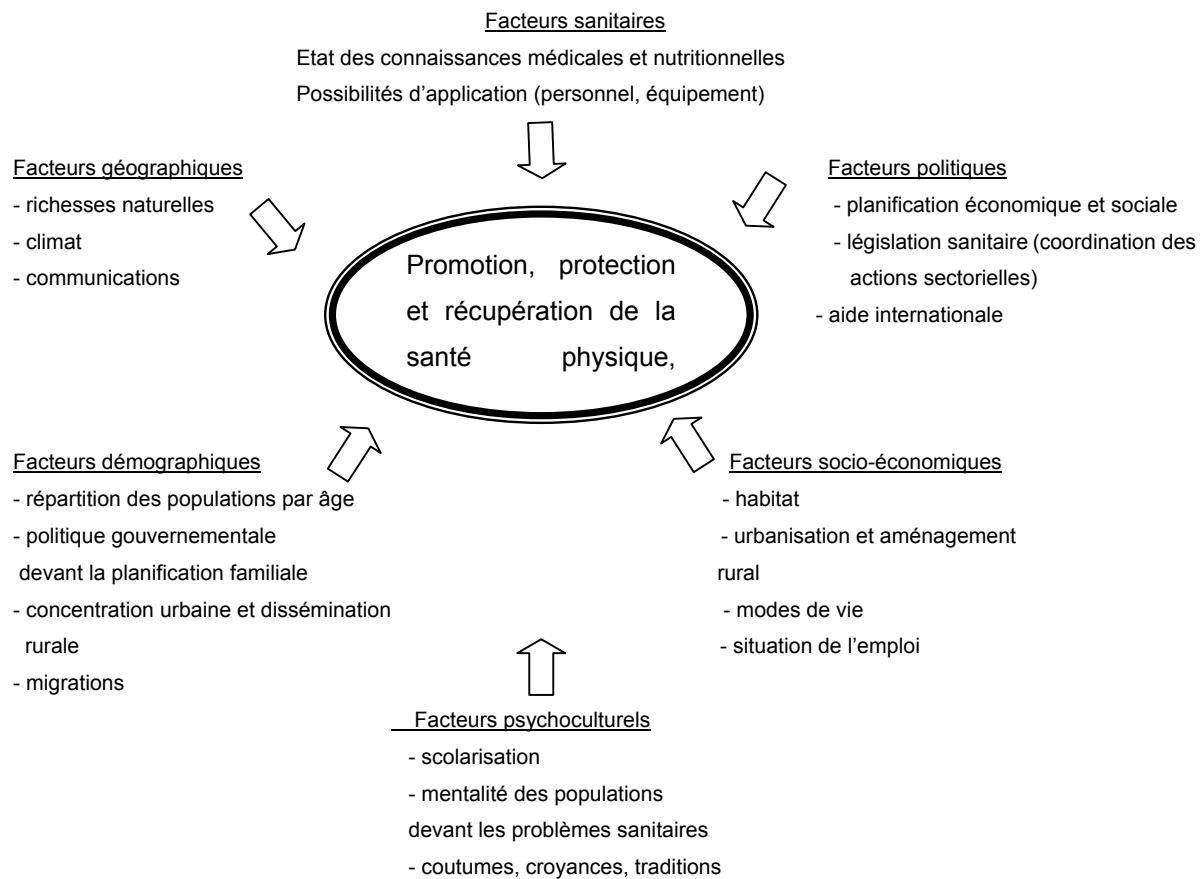 Facteurs sanitaires
Etat des connaissances médicales et nutritionnelles
Possibilités d’application (personnel, équipement)
Facteurs géographiques
- richesses naturelles
- climat
- communications
Facteurs politiques
- planification économique et sociale
- législation sanitaire (coordination des
actions sectorielles)
- aide internationale
Promotion, protection
et récupération de la
santé physique,
Facteurs démographiques
- répartition des populations par âge
- politique gouvernementale
devant la planification familiale
- concentration urbaine et dissémination
rurale
- migrations
Facteurs socio-économiques
- habitat
- urbanisation et aménagement
rural
- modes de vie
- situation de l’emploi
Facteurs psychoculturels
- scolarisation
- mentalité des populations
devant les problèmes sanitaires
- coutumes, croyances, traditions